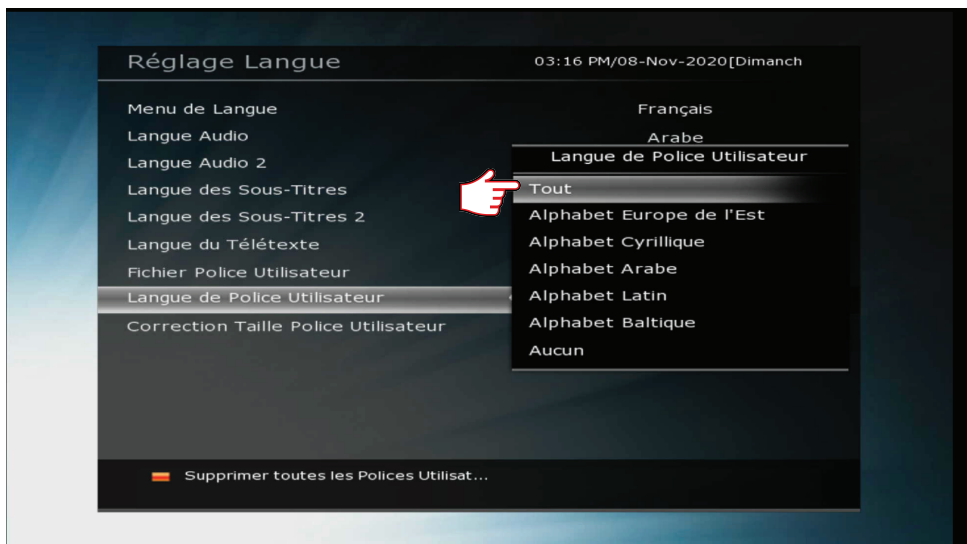 Réglage Langue
03:16 PM/08-Nov-2020[Dimanch
Menu de Langue
Français
Langue Audio
Arabe
Langue Audio 2
Langue des Sous-Titres
Langue des Sous-Titres 2
Langue du Télétexte
Fichier Police Utilisateur
Langue de Police Utilisateur
Correction Taille Police Utilisateur
Langue de Police Utilisateur
Tout
Alphabet Europe de l'Est
Alphabet Cyrillique
Alphabet Arabe
Alphabet Latin
Alphabet Baltique
Aucun
Supprimer toutes les Polices Utilisat...